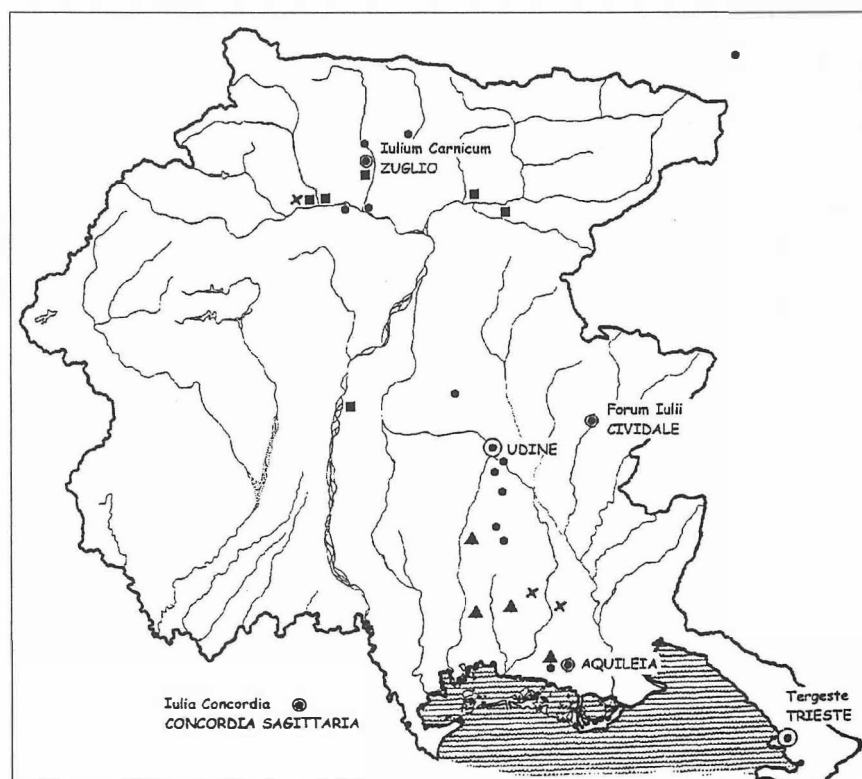 Iulium Carnicum
ZUGLIO
Forum Iulii
CIVIDALE
UDINE
AQUILEIA
Iulia Concordia
CONCORDIA SAGITTARIA
Tergeste
TRIESTE